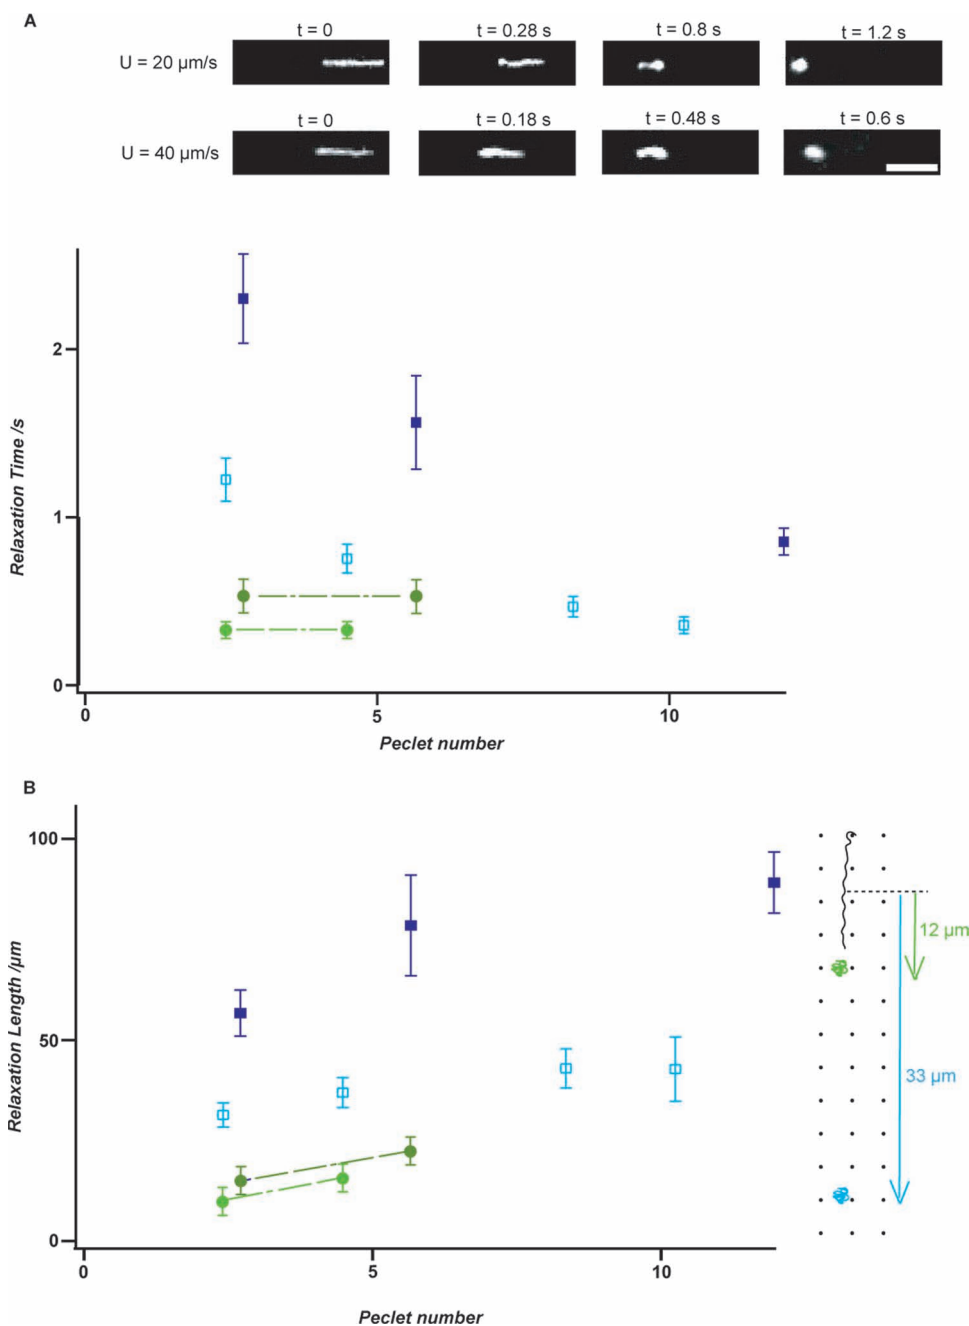 A
t = 0 t = 0.28 s t = 0.8 s t = 1.2 s
U = 20 µm/s
t = 0 t = 0.18 s t = 0.48 s t = 0.6 s
U = 40 µm/s
Relaxation Time /s
2
1
0
0 5 10
Peclet number
B
Relaxation Length /µm
100
50
0
0 5 10
Peclet number
12 µm
33 µm